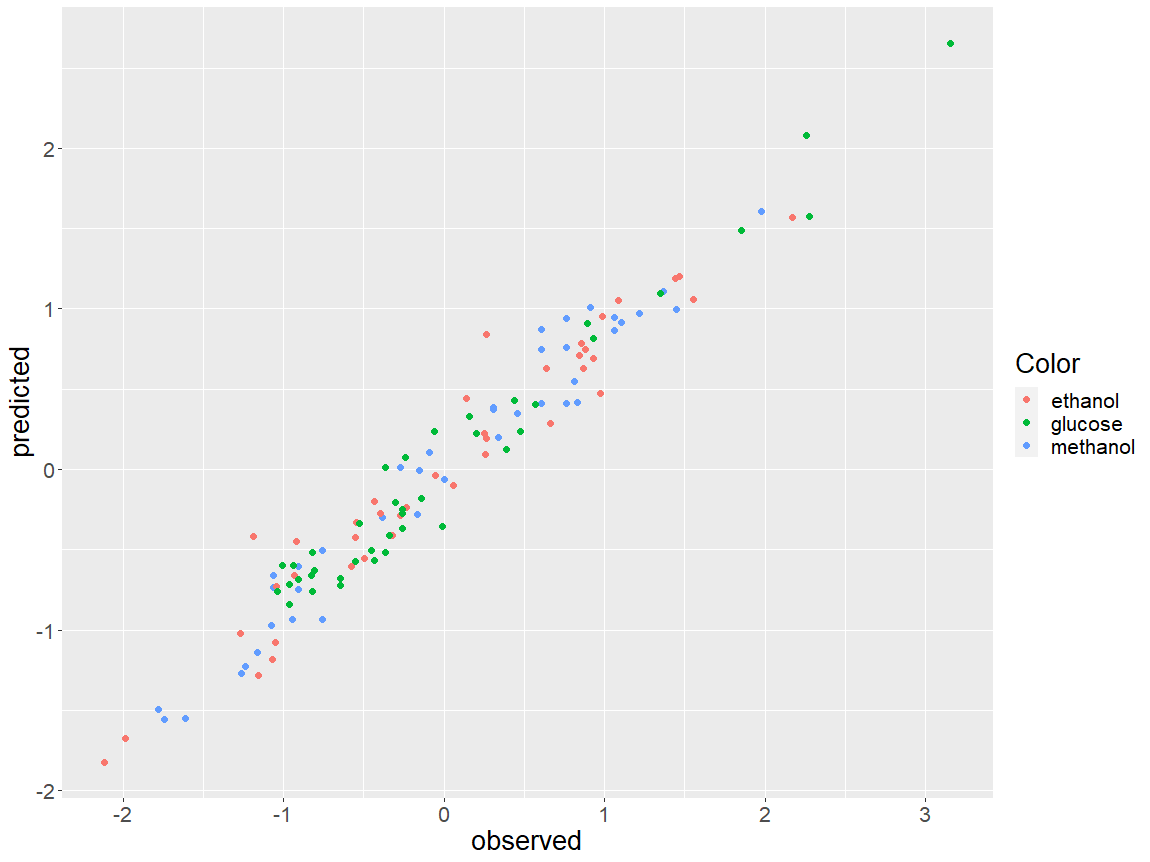 2
1
0
-1
-2
predicted
-2 -1 0 1 2 3
observed
Color
ethanol
glucose
methanol